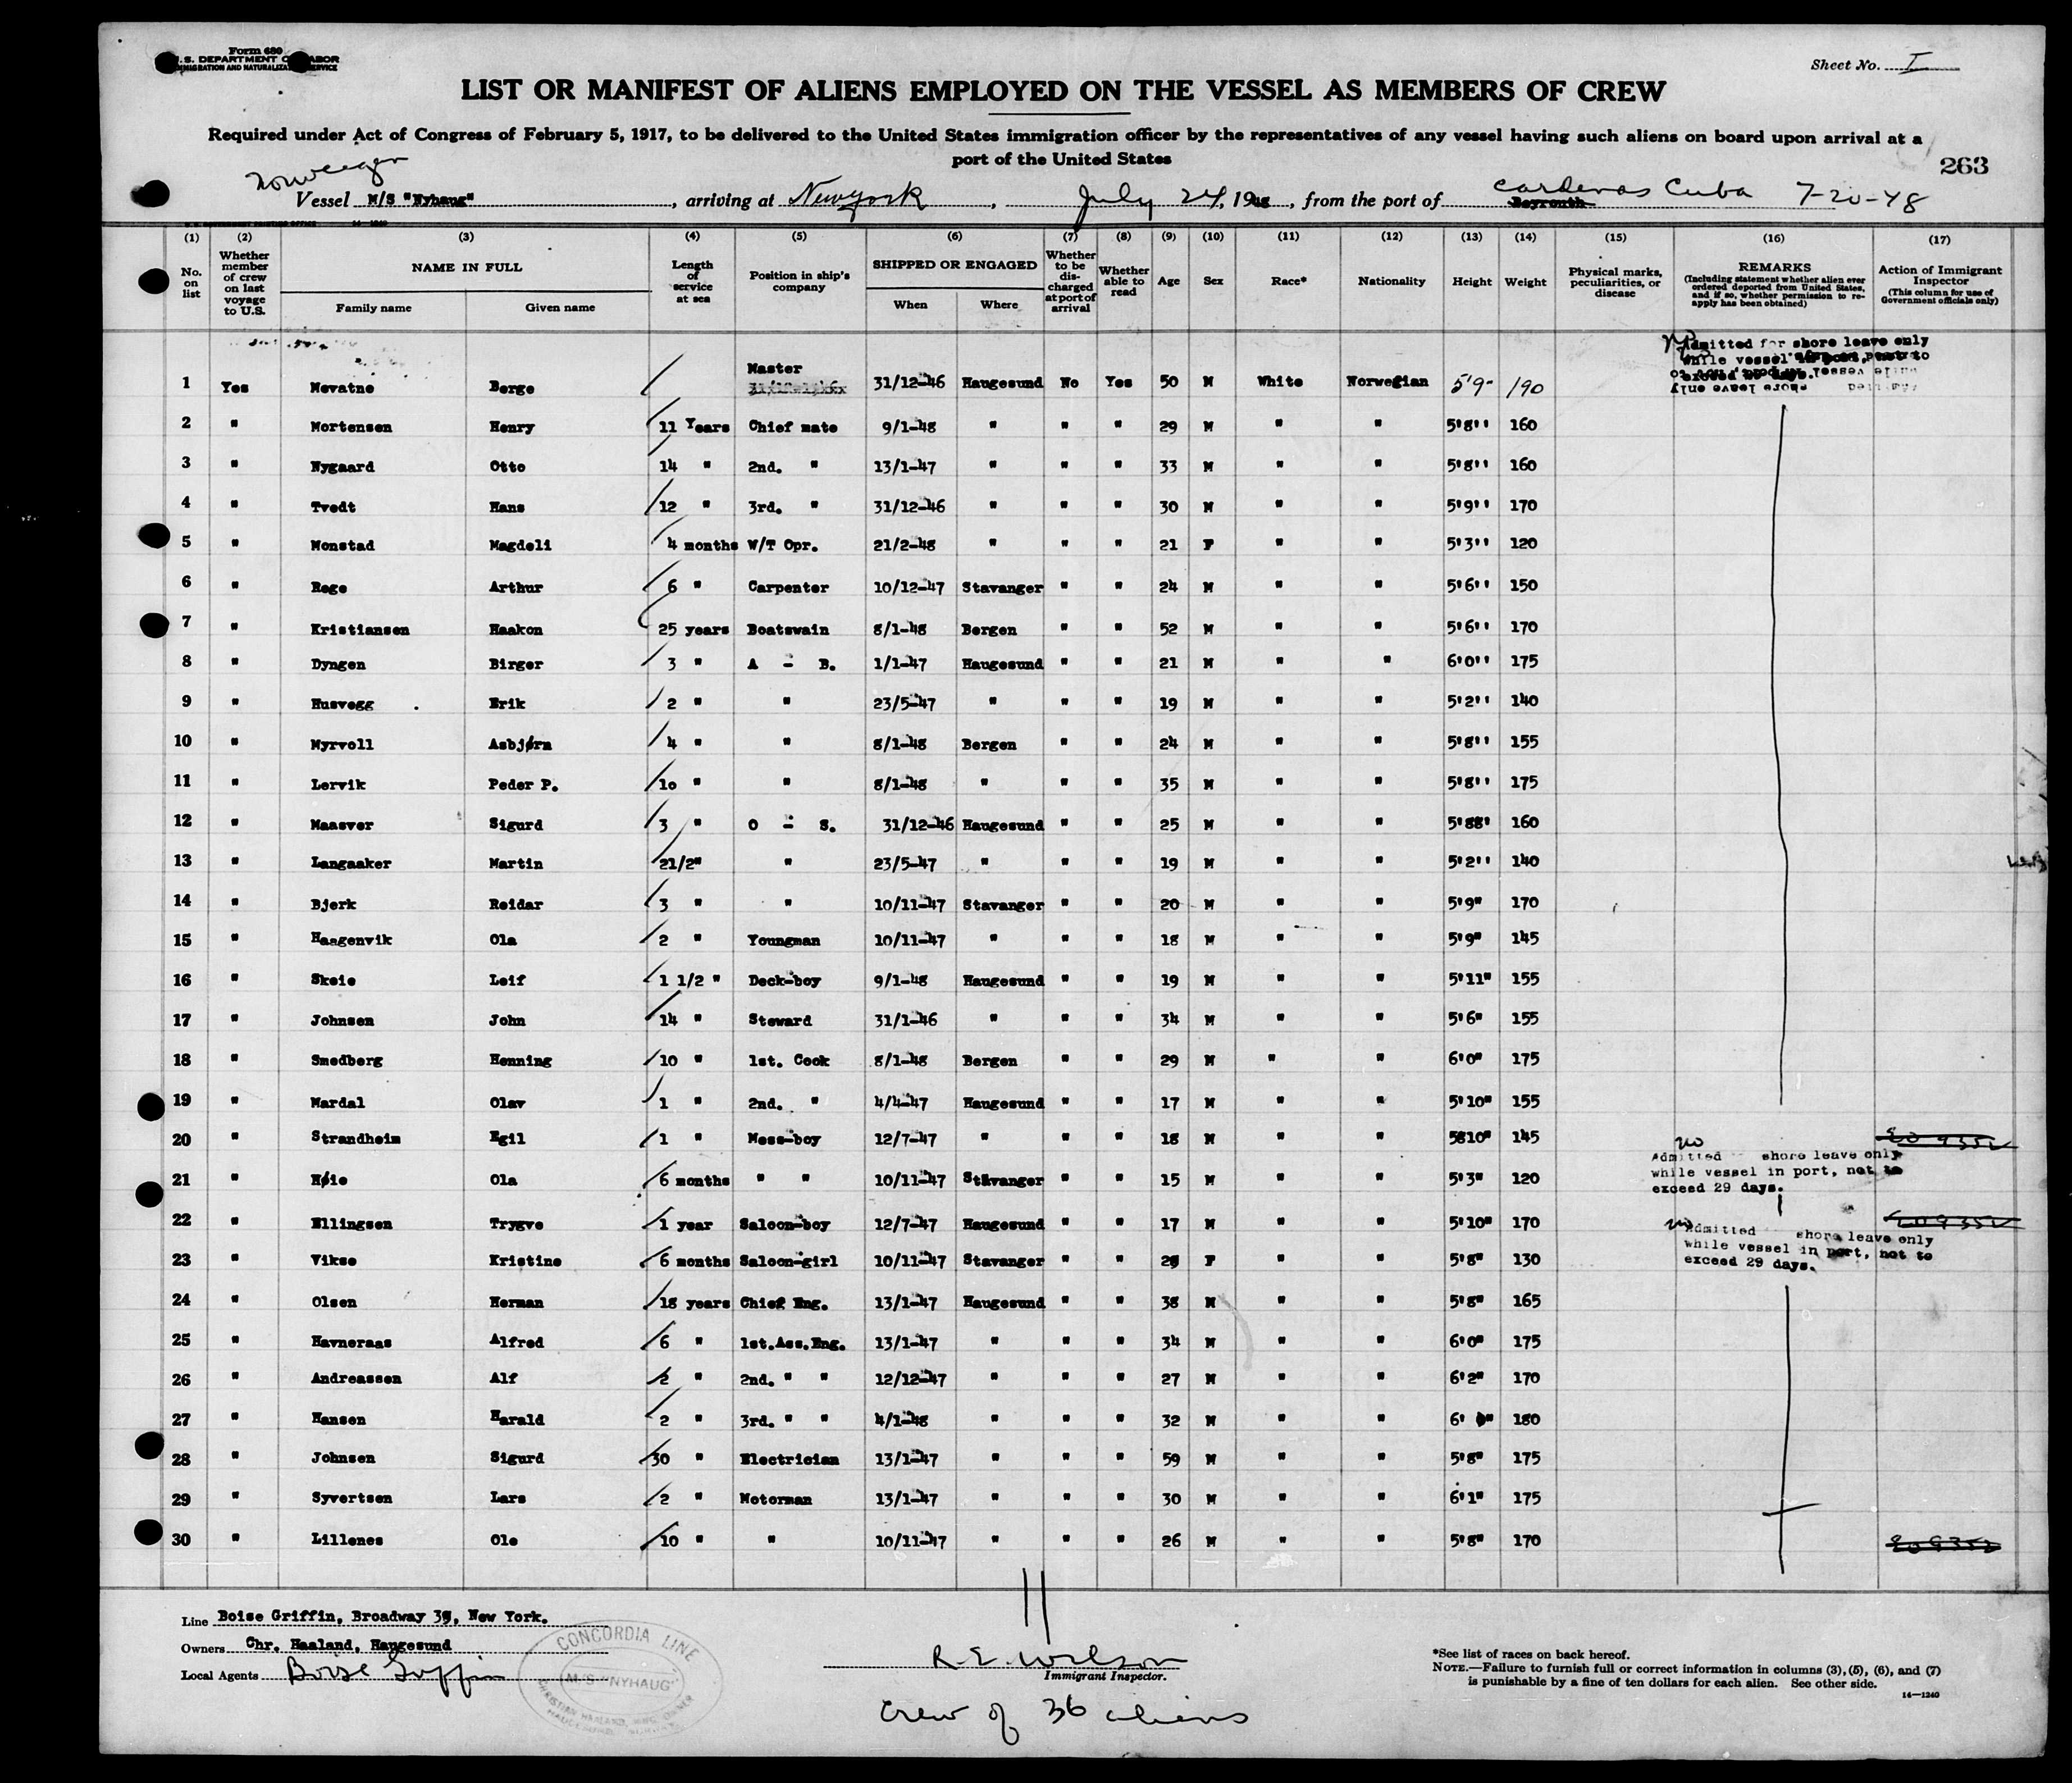 Form 680
U.S. DEPARTMENT OF LABOR
IMMIGRATION AND NATURALIZATION SERVICE
Sheet No. I
LIST OR MANIFEST OF ALIENS EMPLOYED ON THE VESSEL AS MEMBERS OF CREW
Required under Act of Congress of February 5, 1917, to be delivered to the United States immigration officer by the representatives of any vessel having such aliens on board upon arrival at a
port of the United States
263
Vessel M/S "Nyhaug", arriving at New york, July 24, 1948, from the port of Beyrouth Cardenas Cuba 7-20-48
(1) (2) (3) (4) (5) (6) (7) (8) (9) (10) (11) (12) (13) (14) (15) (16) (17)
No. on list
Whether member of crew on last voyage to U.S.
NAME IN FULL
Family name Given name
Length of service at sea
Position in ship's company
SHIPPED OR ENGAGED
When Where
Whether to be discharged at port of arrival
Whether able to read
Age
Sex
Race*
Nationality
Height
Weight
Physical marks, peculiarities, or disease
REMARKS
(Including statement whether alien ever ordered deported from United States, and if so, whether permission to re-apply has been obtained)
Action of Immigrant Inspector
(This column for use of Government officials only)
Admitted for shore leave only
while vessel
1 Yes Nevatne Berge Master 31/12-46 Haugesund No Yes 50 M White Norwegian 5'9- 190
2 " Mortensen Henry 11 Years Chief mate 9/1-48 " " " 29 M " " 5'8'' 160
3 " Nygaard Otto 14 " 2nd. " 13/1-47 " " " 33 M " " 5'8'' 160
4 " Tvedt Hans 12 " 3rd. " 31/12-46 " " " 30 M " " 5'9'' 170
5 " Monstad Magdeli 4 months W/T Opr. 21/2-48 " " " 21 F " " 5'3'' 120
6 " Rege Arthur 6 " Carpenter 10/12-47 Stavanger " " 24 M " " 5'6'' 150
7 " Kristiansen Haakon 25 years Boatswain 8/1-48 Bergen " " 52 M " " 5'6'' 170
8 " Dyngen Birger 3 " A - B. 1/1-47 Haugesund " " 21 M " " 6'0'' 175
9 " Husvegg Erik 2 " " 23/5-47 " " " 19 M " " 5'2'' 140
10 " Myrvoll Asbjørn 4 " " 8/1-48 Bergen " " 24 M " " 5'8'' 155
11 " Lervik Peder P. 10 " " 8/1-48 " " " 35 M " " 5'8'' 175
12 " Maasver Sigurd 3 " O - S. 31/12-46 Haugesund " " 25 M " " 5'88' 160
13 " Langaaker Martin 21/2" " 23/5-47 " " " 19 M " " 5'2'' 140
14 " Bjerk Reidar 3 " " 10/11-47 Stavanger " " 20 M " " 5'9" 170
15 " Haagenvik Ola 2 " Youngman 10/11-47 " " " 18 M " " 5'9" 145
16 " Skeie Leif 1 1/2 " Deck-boy 9/1-48 Haugesund " " 19 M " " 5'11" 155
17 " Johnsen John 14 " Steward 31/1-46 " " " 34 M " " 5'6" 155
18 " Smedberg Henning 10 " 1st. Cook 8/1-48 Bergen " " 29 M " " 6'0" 175
19 " Mardal Olav 1 " 2nd. " 4/4-47 Haugesund " " 17 M " " 5'10" 155
20 " Strandheim Egil 1 " Mess-boy 12/7-47 " " " 18 M " " 5810" 145
no
Admitted shore leave only
while vessel in port, not to
exceed 29 days.
21 " Høie Ola 6 months " " 10/11-47 Stavanger " " 15 M " " 5'3" 120
22 " Ellingsen Trygve 1 year Saloon-boy 12/7-47 Haugesund " " 17 M " " 5'10" 170
Admitted shore leave only
while vessel in port, not to
exceed 29 days.
23 " Vikse Kristine 6 months Saloon-girl 10/11-47 Stavanger " " F " " 5'8" 130
24 " Olsen Herman 18 years Chief Eng. 13/1-47 Haugesund " " 38 M " " 5'8" 165
25 " Havneraas Alfred 6 " 1st.Ass.Eng. 13/1-47 " " " 34 M " " 6'0" 175
26 " Andreassen Alf 2 " 2nd. " " 12/12-47 " " " 27 M " " 6'2" 170
27 " Hansen Harald 2 " 3rd. " " 4/1-48 " " " 32 M " " 6' 180
28 " Johnsen Sigurd 30 " Electrician 13/1-47 " " " 59 M " " 5'8" 175
29 " Syvertsen Lars 2 " Motorman 13/1-47 " " " 30 M " " 6'1" 175
30 " Lillenes Ole 10 " " 10/11-47 " " " 26 M " " 5'8" 170
Line Boise Griffin, Broadway 39, New York.
Owners Chr. Haaland, Haugesund
Local Agents Boise Griffin
CONCORDIA LINE
M/S "NYHAUG"
R.E. Wilson
Immigrant Inspector.
Crew of 36 aliens
*See list of races on back hereof.
NOTE.—Failure to furnish full or correct information in columns (3), (5), (6), and (7)
is punishable by a fine of ten dollars for each alien. See other side.
14—1240